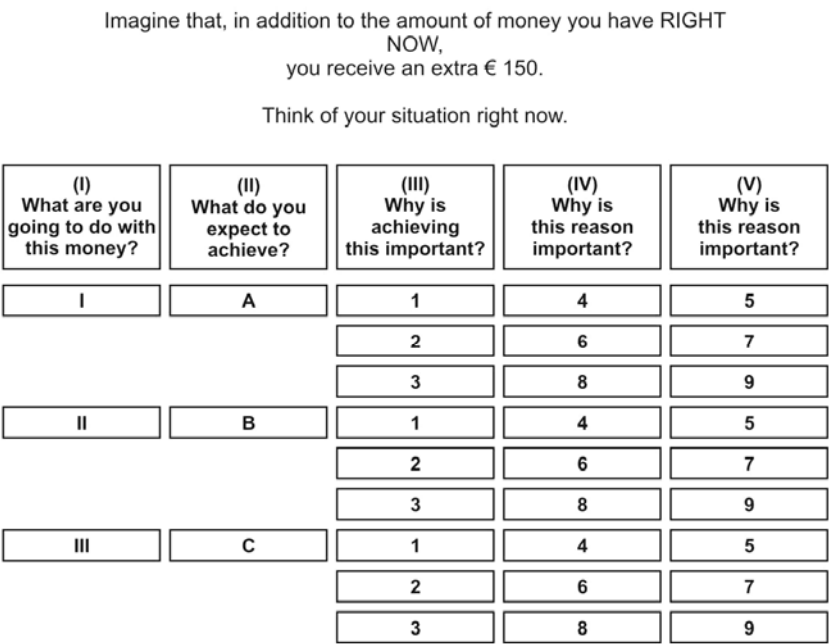 Imagine that, in addition to the amount of money you have RIGHT
NOW,
you receive an extra € 150.
Think of your situation right now.
(I) (II) (III) (IV) (V)
What are you What do you Why is Why is Why is
going to do with expect to achieving this reason this reason
this money? achieve? this important? important? important?
I A 1 4 5
2 6 7
3 8 9
II B 1 4 5
2 6 7
3 8 9
III C 1 4 5
2 6 7
3 8 9